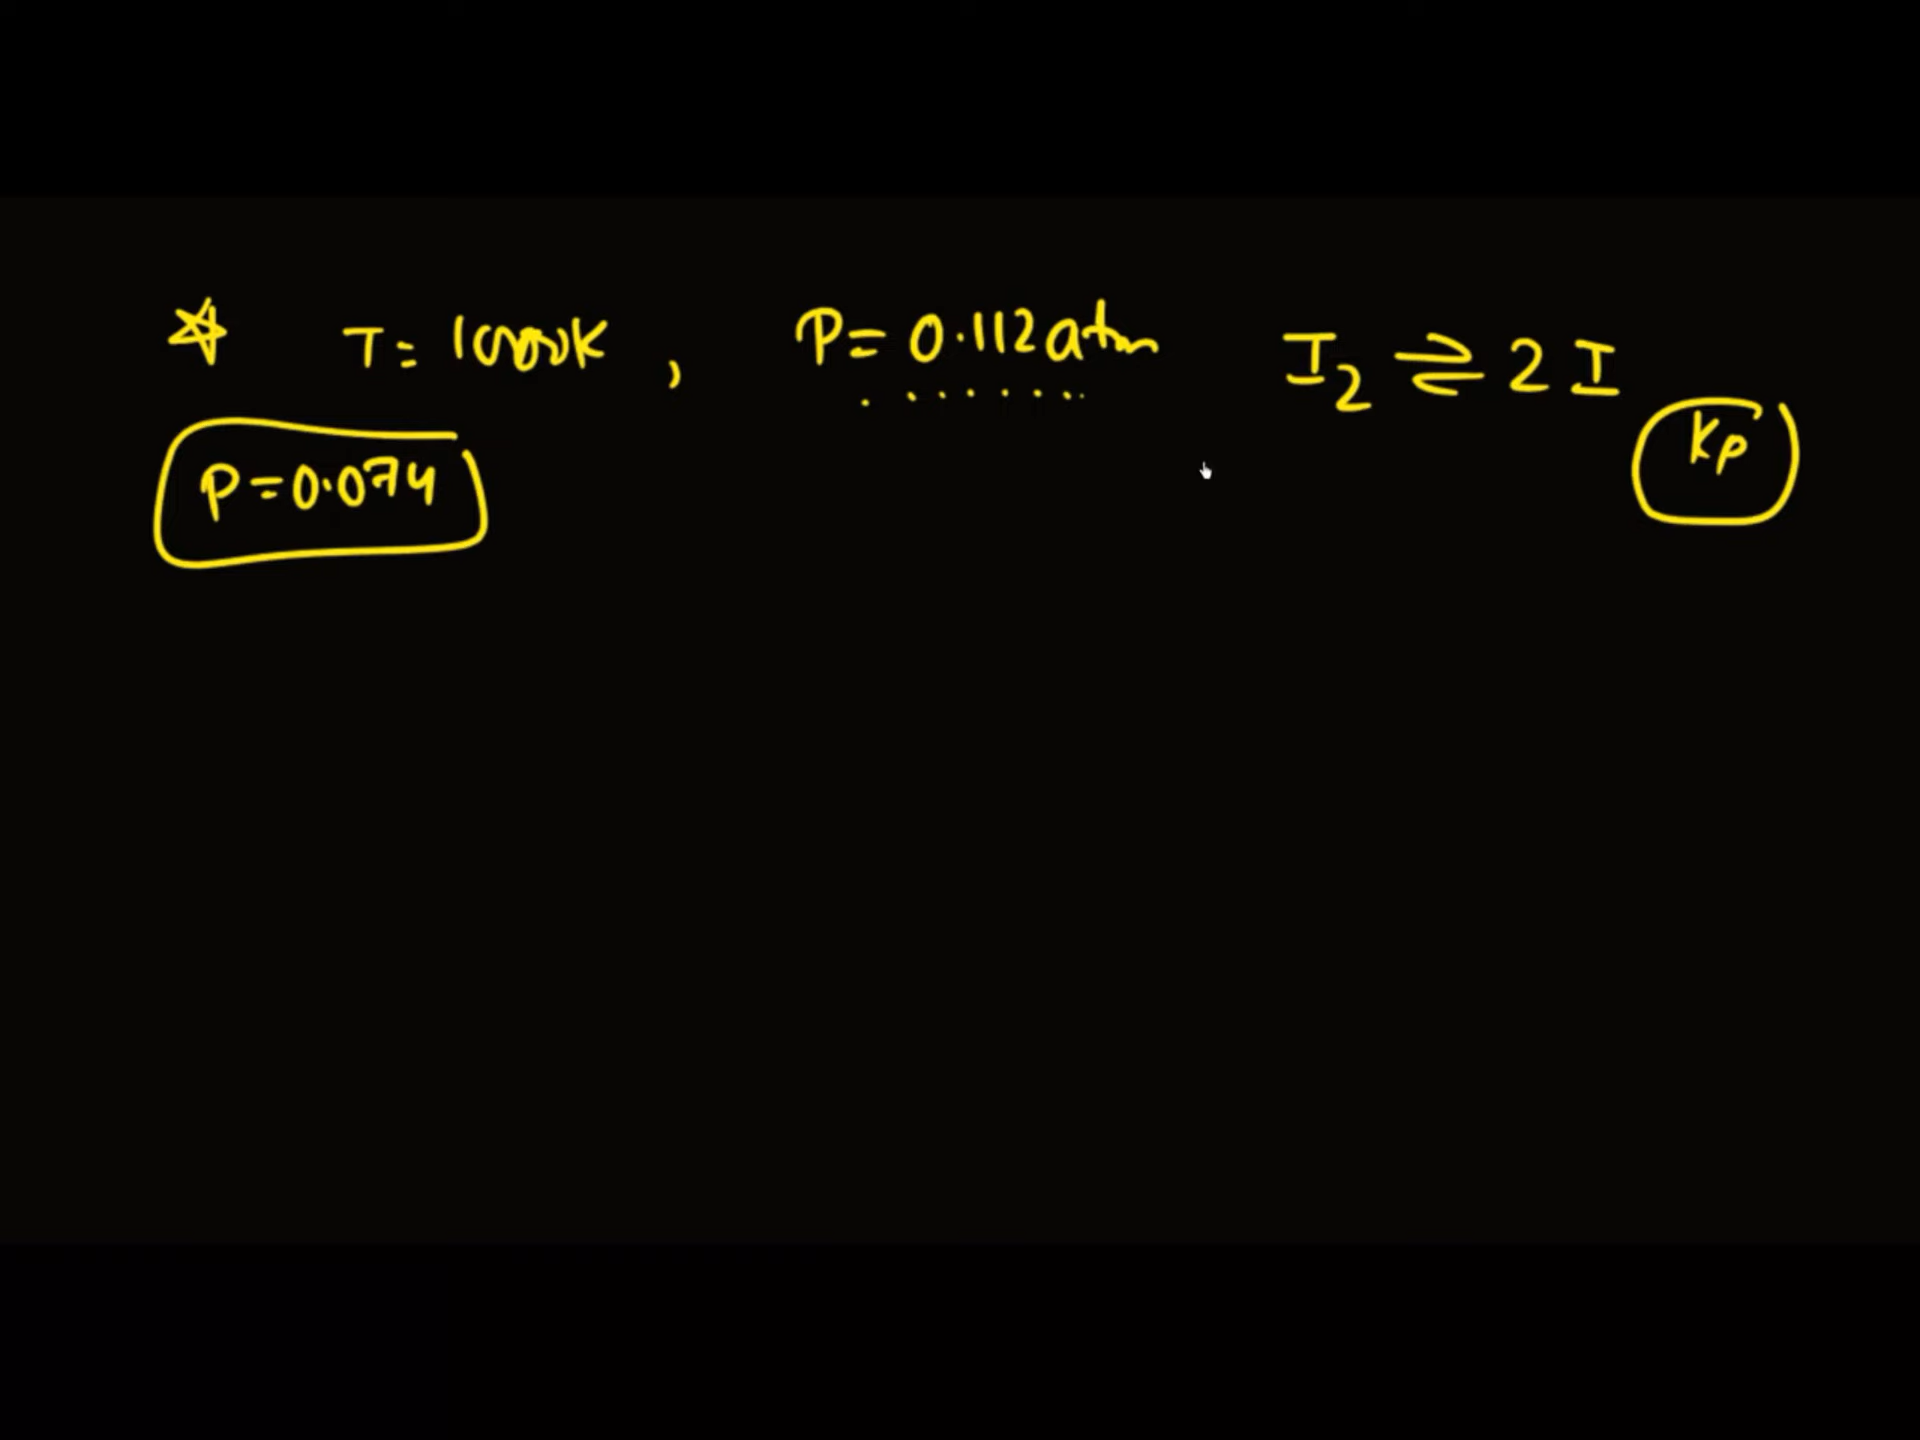 ☆ T = 1000K , P = 0.112 atm I₂ ⇌ 2 I
P = 0.074 Kp